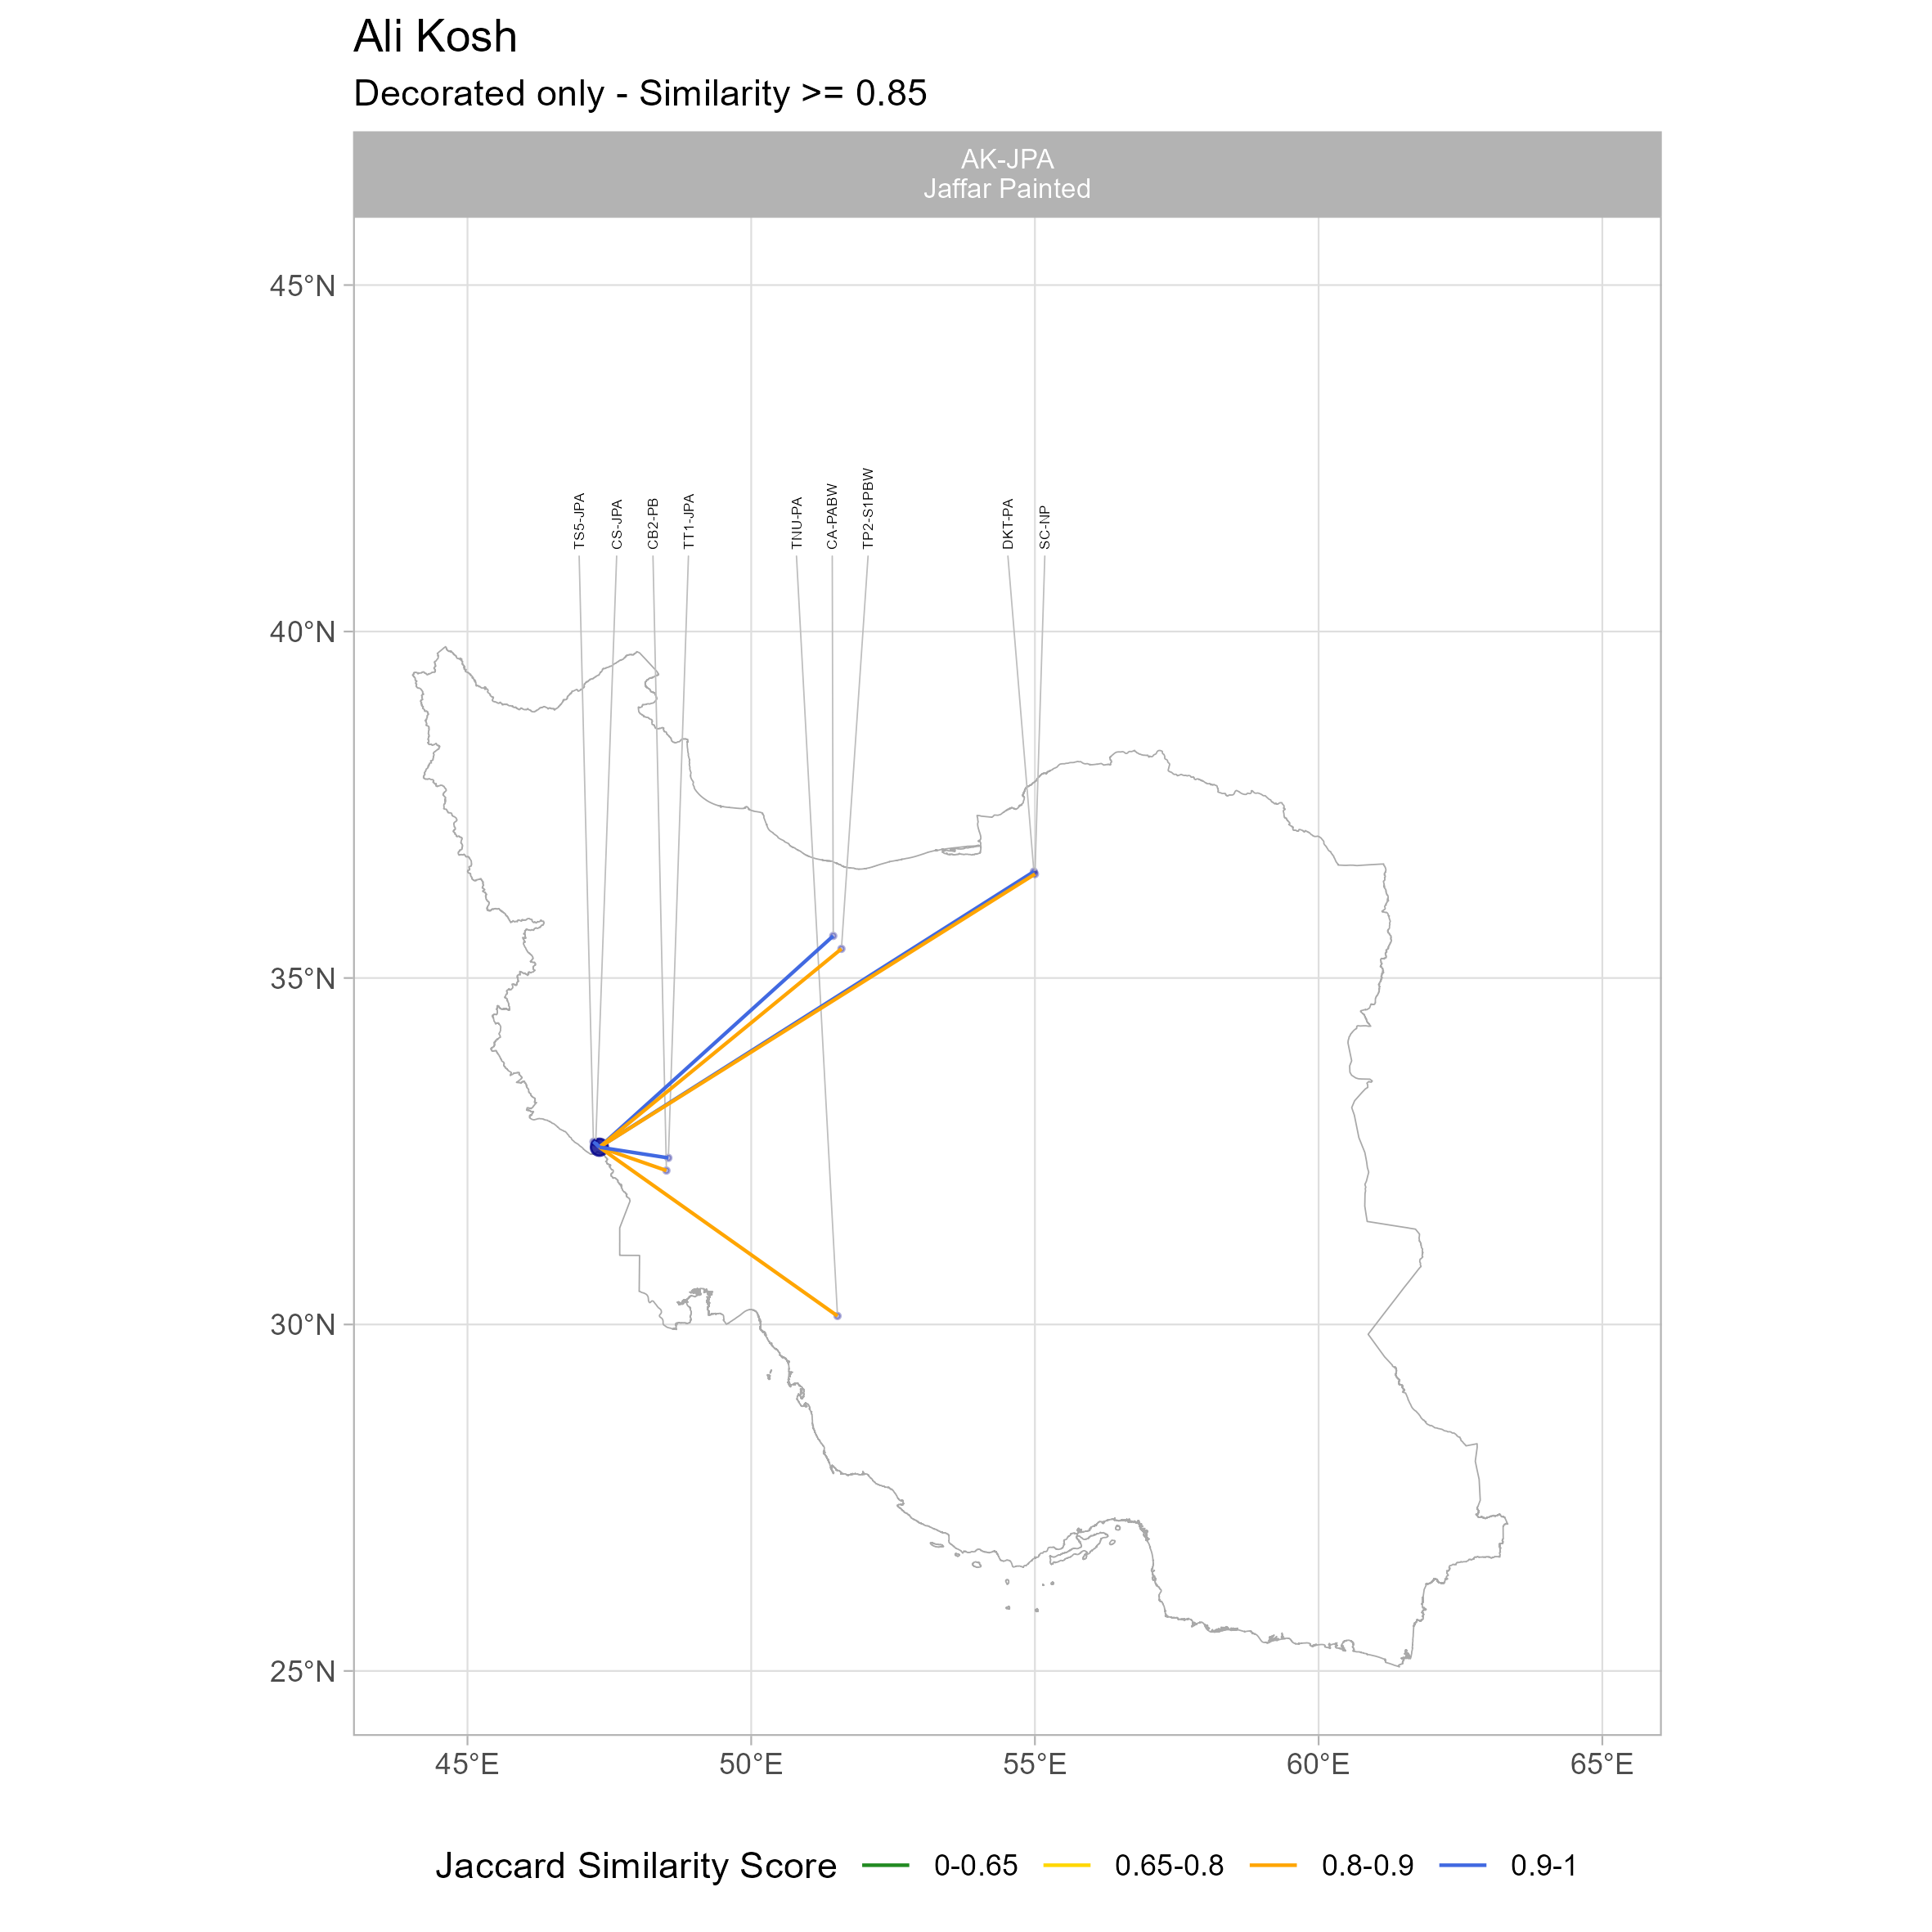 Ali Kosh
Decorated only - Similarity >= 0.85
AK-JPA
Jaffar Painted
45°N
40°N
35°N
30°N
25°N
TS5-JPA
CS-JPA
CB2-PB
TT1-JPA
TNU-PA
CA-PABW
TP2-S1PBW
DKT-PA
SC-NP
45°E
50°E
55°E
60°E
65°E
Jaccard Similarity Score 0-0.65 0.65-0.8 0.8-0.9 0.9-1